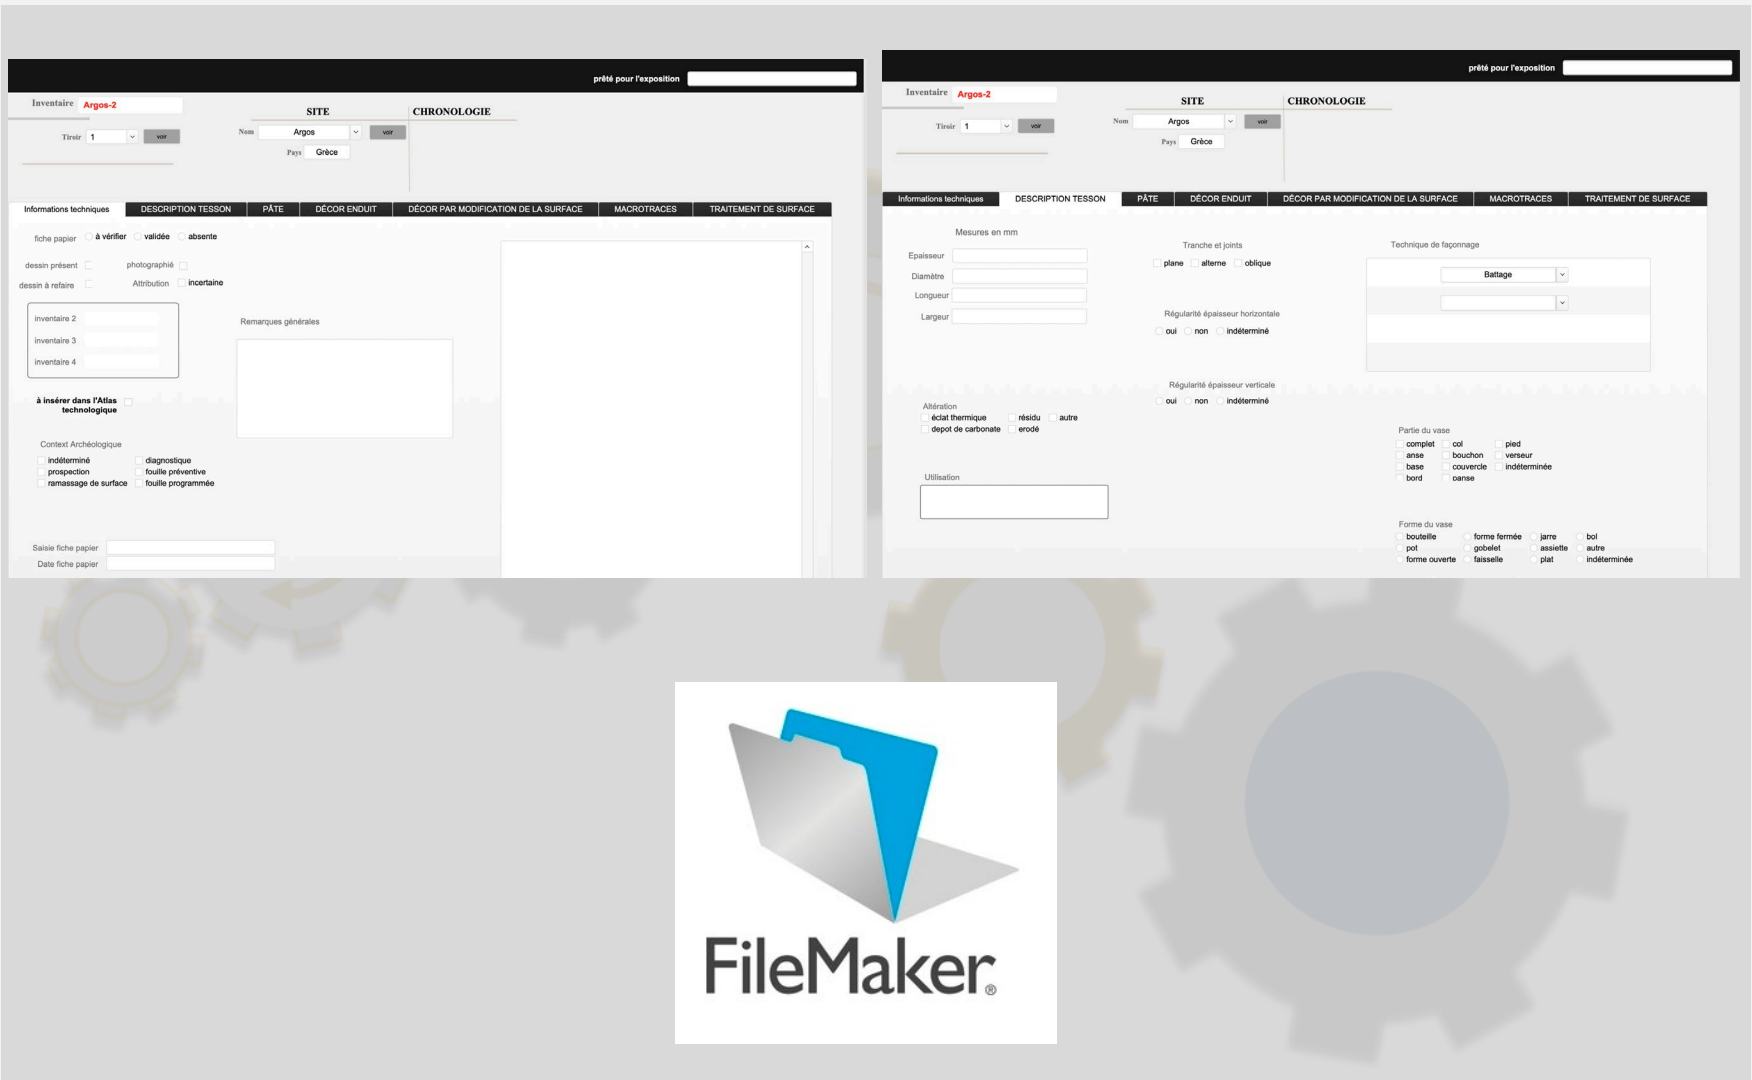 prêté pour l'exposition
Inventaire Argos-2
SITE CHRONOLOGIE
Tiroir 1 voir Nom Argos voir
Pays Grèce
Informations techniques DESCRIPTION TESSON PÂTE DÉCOR ENDUIT DÉCOR PAR MODIFICATION DE LA SURFACE MACROTRACES TRAITEMENT DE SURFACE
fiche papier à vérifier validée absente
dessin présent photographié
dessin à refaire Attribution incertaine
inventaire 2
inventaire 3
inventaire 4
Remarques générales
à insérer dans l'Atlas
technologique
Context Archéologique
indéterminé diagnostique
prospection fouille préventive
ramassage de surface fouille programmée
Saisie fiche papier
Date fiche papier
prêté pour l'exposition
Inventaire Argos-2
SITE CHRONOLOGIE
Tiroir 1 voir Nom Argos voir
Pays Grèce
Informations techniques DESCRIPTION TESSON PÂTE DÉCOR ENDUIT DÉCOR PAR MODIFICATION DE LA SURFACE MACROTRACES TRAITEMENT DE SURFACE
Mesures en mm
Epaisseur
Diamètre
Longueur
Largeur
Tranche et joints
plane alterne oblique
Régularité épaisseur horizontale
oui non indéterminé
Régularité épaisseur verticale
oui non indéterminé
Technique de façonnage
Battage
Altération
éclat thermique résidu autre
depot de carbonate erodé
Utilisation
Partie du vase
complet col pied
anse bouchon verseur
base couvercle indéterminée
bord panse
Forme du vase
bouteille forme fermée jarre bol
pot gobelet assiette autre
forme ouverte faisselle plat indéterminée
FileMaker®